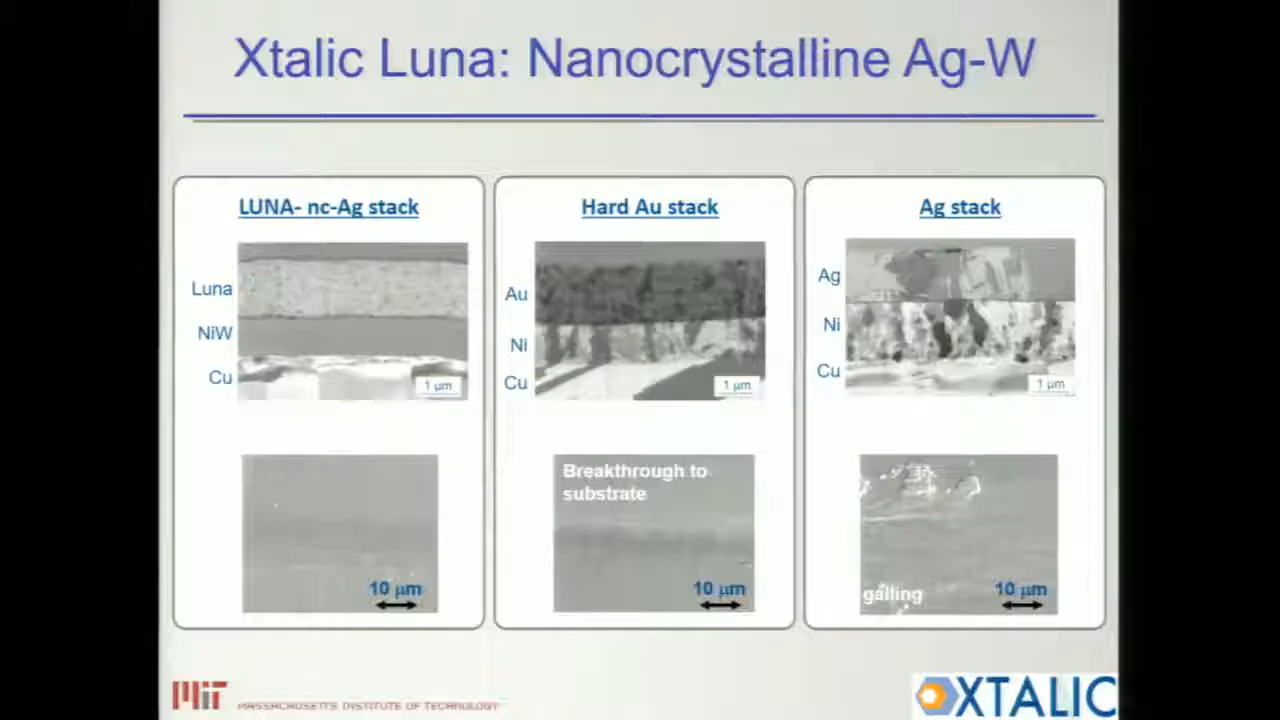 Xtalic Luna: Nanocrystalline Ag-W
LUNA- nc-Ag stack
Luna
NiW
Cu
1 µm
10 µm
Hard Au stack
Au
Ni
Cu
1 µm
Breakthrough to
substrate
10 µm
Ag stack
Ag
Ni
Cu
1 µm
galling
10 µm
MIT
MASSACHUSETTS INSTITUTE OF TECHNOLOGY
XTALIC